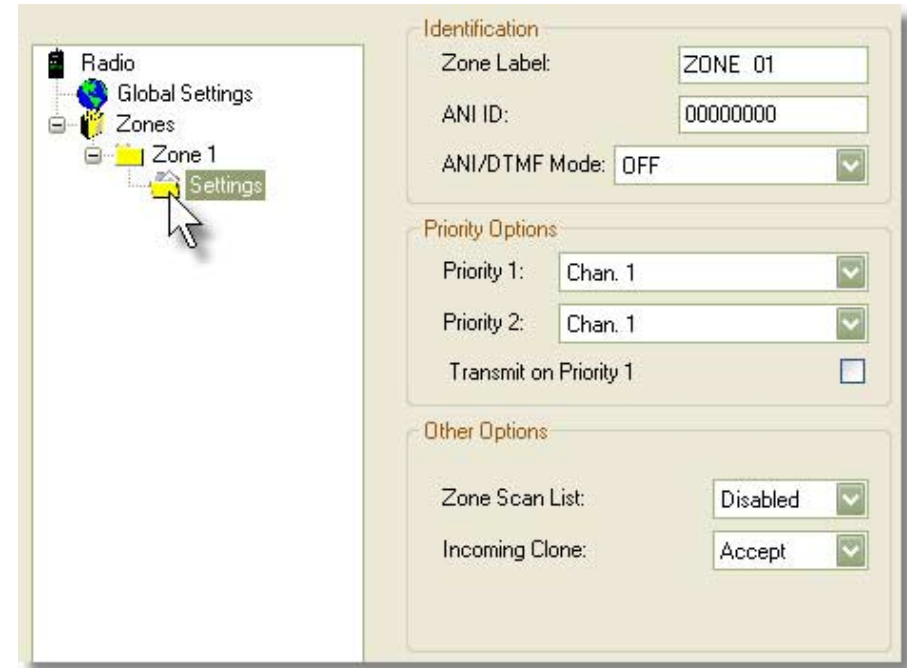 Radio
Global Settings
Zones
Zone 1
Settings
Identification
Zone Label: ZONE 01
ANI ID: 00000000
ANI/DTMF Mode: OFF
Priority Options
Priority 1: Chan. 1
Priority 2: Chan. 1
Transmit on Priority 1
Other Options
Zone Scan List: Disabled
Incoming Clone: Accept